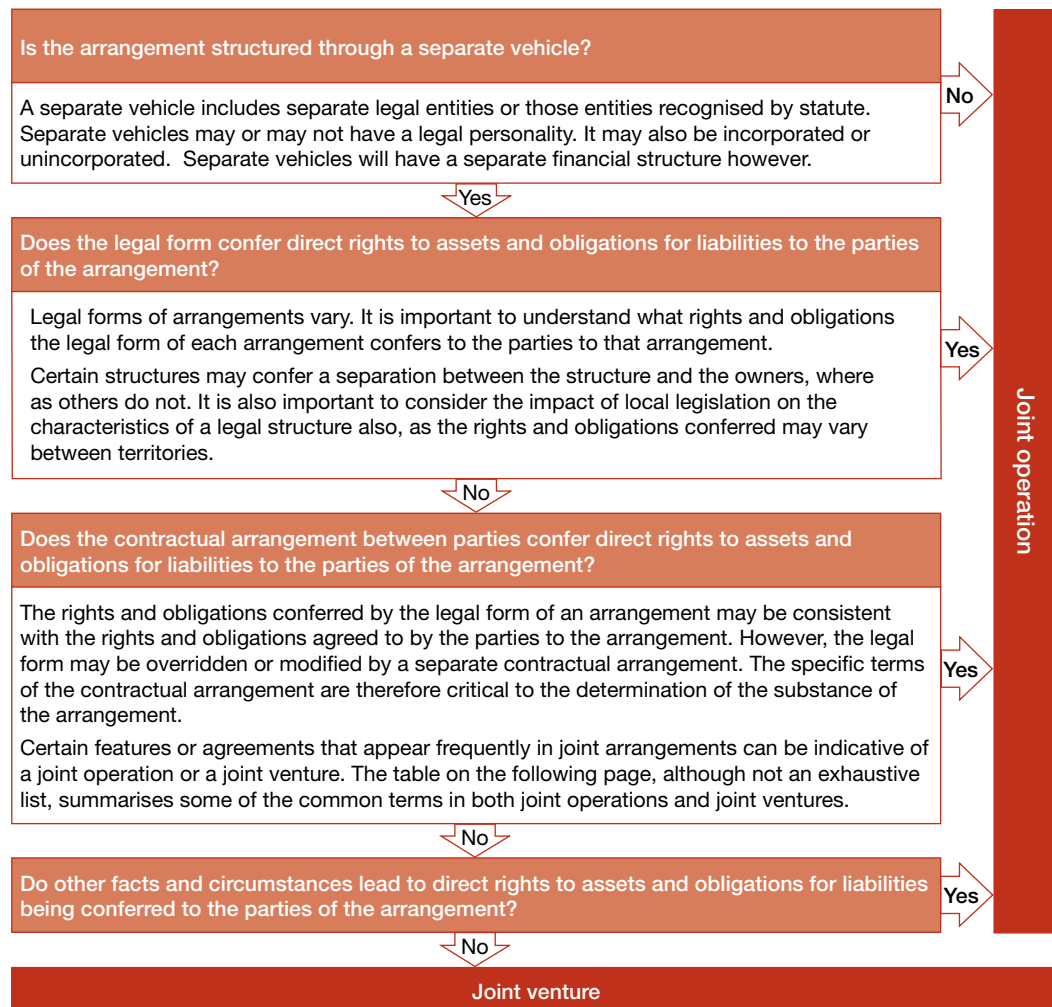 Is the arrangement structured through a separate vehicle?
A separate vehicle includes separate legal entities or those entities recognised by statute.
Separate vehicles may or may not have a legal personality. It may also be incorporated or
unincorporated.  Separate vehicles will have a separate financial structure however.
No
Yes
Does the legal form confer direct rights to assets and obligations for liabilities to the parties
of the arrangement?
Legal forms of arrangements vary. It is important to understand what rights and obligations
the legal form of each arrangement confers to the parties to that arrangement.
Certain structures may confer a separation between the structure and the owners, where
as others do not. It is also important to consider the impact of local legislation on the
characteristics of a legal structure also, as the rights and obligations conferred may vary
between territories.
Yes
No
Does the contractual arrangement between parties confer direct rights to assets and
obligations for liabilities to the parties of the arrangement?
The rights and obligations conferred by the legal form of an arrangement may be consistent
with the rights and obligations agreed to by the parties to the arrangement. However, the legal
form may be overridden or modified by a separate contractual arrangement. The specific terms
of the contractual arrangement are therefore critical to the determination of the substance of
the arrangement.
Certain features or agreements that appear frequently in joint arrangements can be indicative of
a joint operation or a joint venture. The table on the following page, although not an exhaustive
list, summarises some of the common terms in both joint operations and joint ventures.
Yes
No
Do other facts and circumstances lead to direct rights to assets and obligations for liabilities
being conferred to the parties of the arrangement?
Yes
No
Joint operation
Joint venture